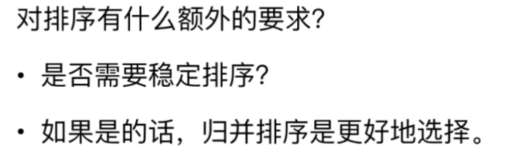 对排序有什么额外的要求?
• 是否需要稳定排序?
• 如果是的话，归并排序是更好地选择。